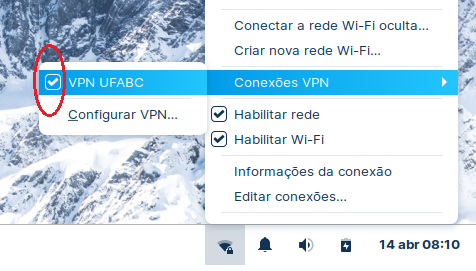 Conectar a rede Wi-Fi oculta...
Criar nova rede Wi-Fi...
VPN UFABC
Conexões VPN
Configurar VPN...
Habilitar rede
Habilitar Wi-Fi
Informações da conexão
Editar conexões...
14 abr 08:10